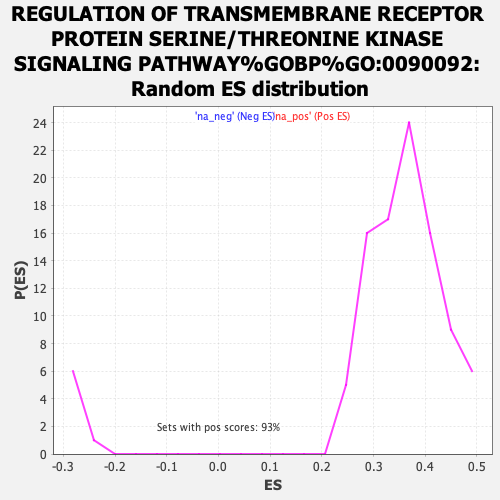 REGULATION OF TRANSMEMBRANE RECEPTOR
PROTEIN SERINE/THREONINE KINASE
SIGNALING PATHWAY%GOBP%GO:0090092:
Random ES distribution
'na_neg' (Neg ES)'na_pos' (Pos ES)
24
22
20
18
16
14
12
10
8
6
4
2
0
P(ES)
Sets with pos scores: 93%
-0.3 -0.2 -0.1 0.0 0.1 0.2 0.3 0.4 0.5
ES